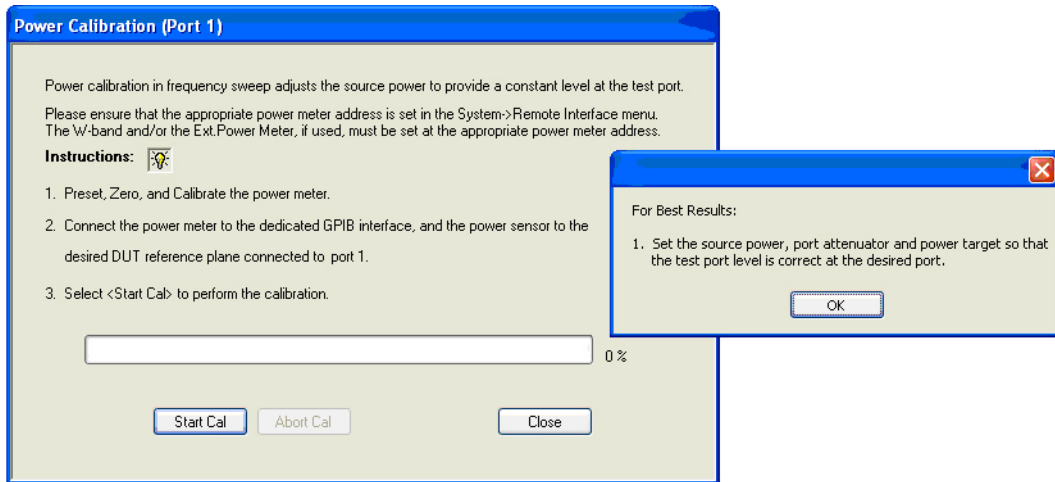 Power Calibration (Port 1)
Power calibration in frequency sweep adjusts the source power to provide a constant level at the test port.
Please ensure that the appropriate power meter address is set in the System->Remote Interface menu.
The W-band and/or the Ext.Power Meter, if used, must be set at the appropriate power meter address.
Instructions:
1. Preset, Zero, and Calibrate the power meter.
2. Connect the power meter to the dedicated GPIB interface, and the power sensor to the
desired DUT reference plane connected to port 1.
3. Select <Start Cal> to perform the calibration.
0 %
Start Cal
Abort Cal
Close
For Best Results:
1. Set the source power, port attenuator and power target so that
the test port level is correct at the desired port.
OK